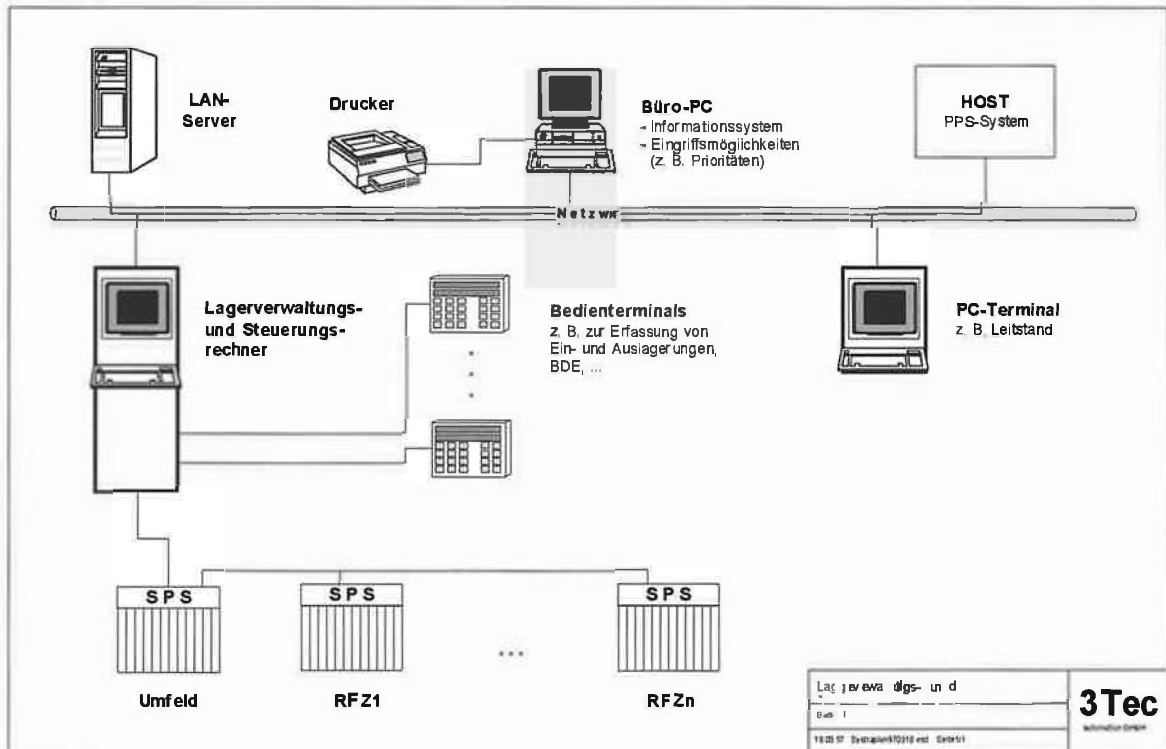 LAN-
Server
Drucker
Büro-PC
- Informationssystem
- Eingriffsmöglichkeiten
(z. B. Prioritäten)
HOST
PPS-System
Lagerverwaltungs-
und Steuerungs-
rechner
Bedienterminals
z, B, zur Erfassung von
Ein- und Auslagerungen,
BDE, ...
PC-Terminal
z, B, Leitstand
SPS
SPS
SPS
...
Umfeld
RFZ1
RFZn
3Tec